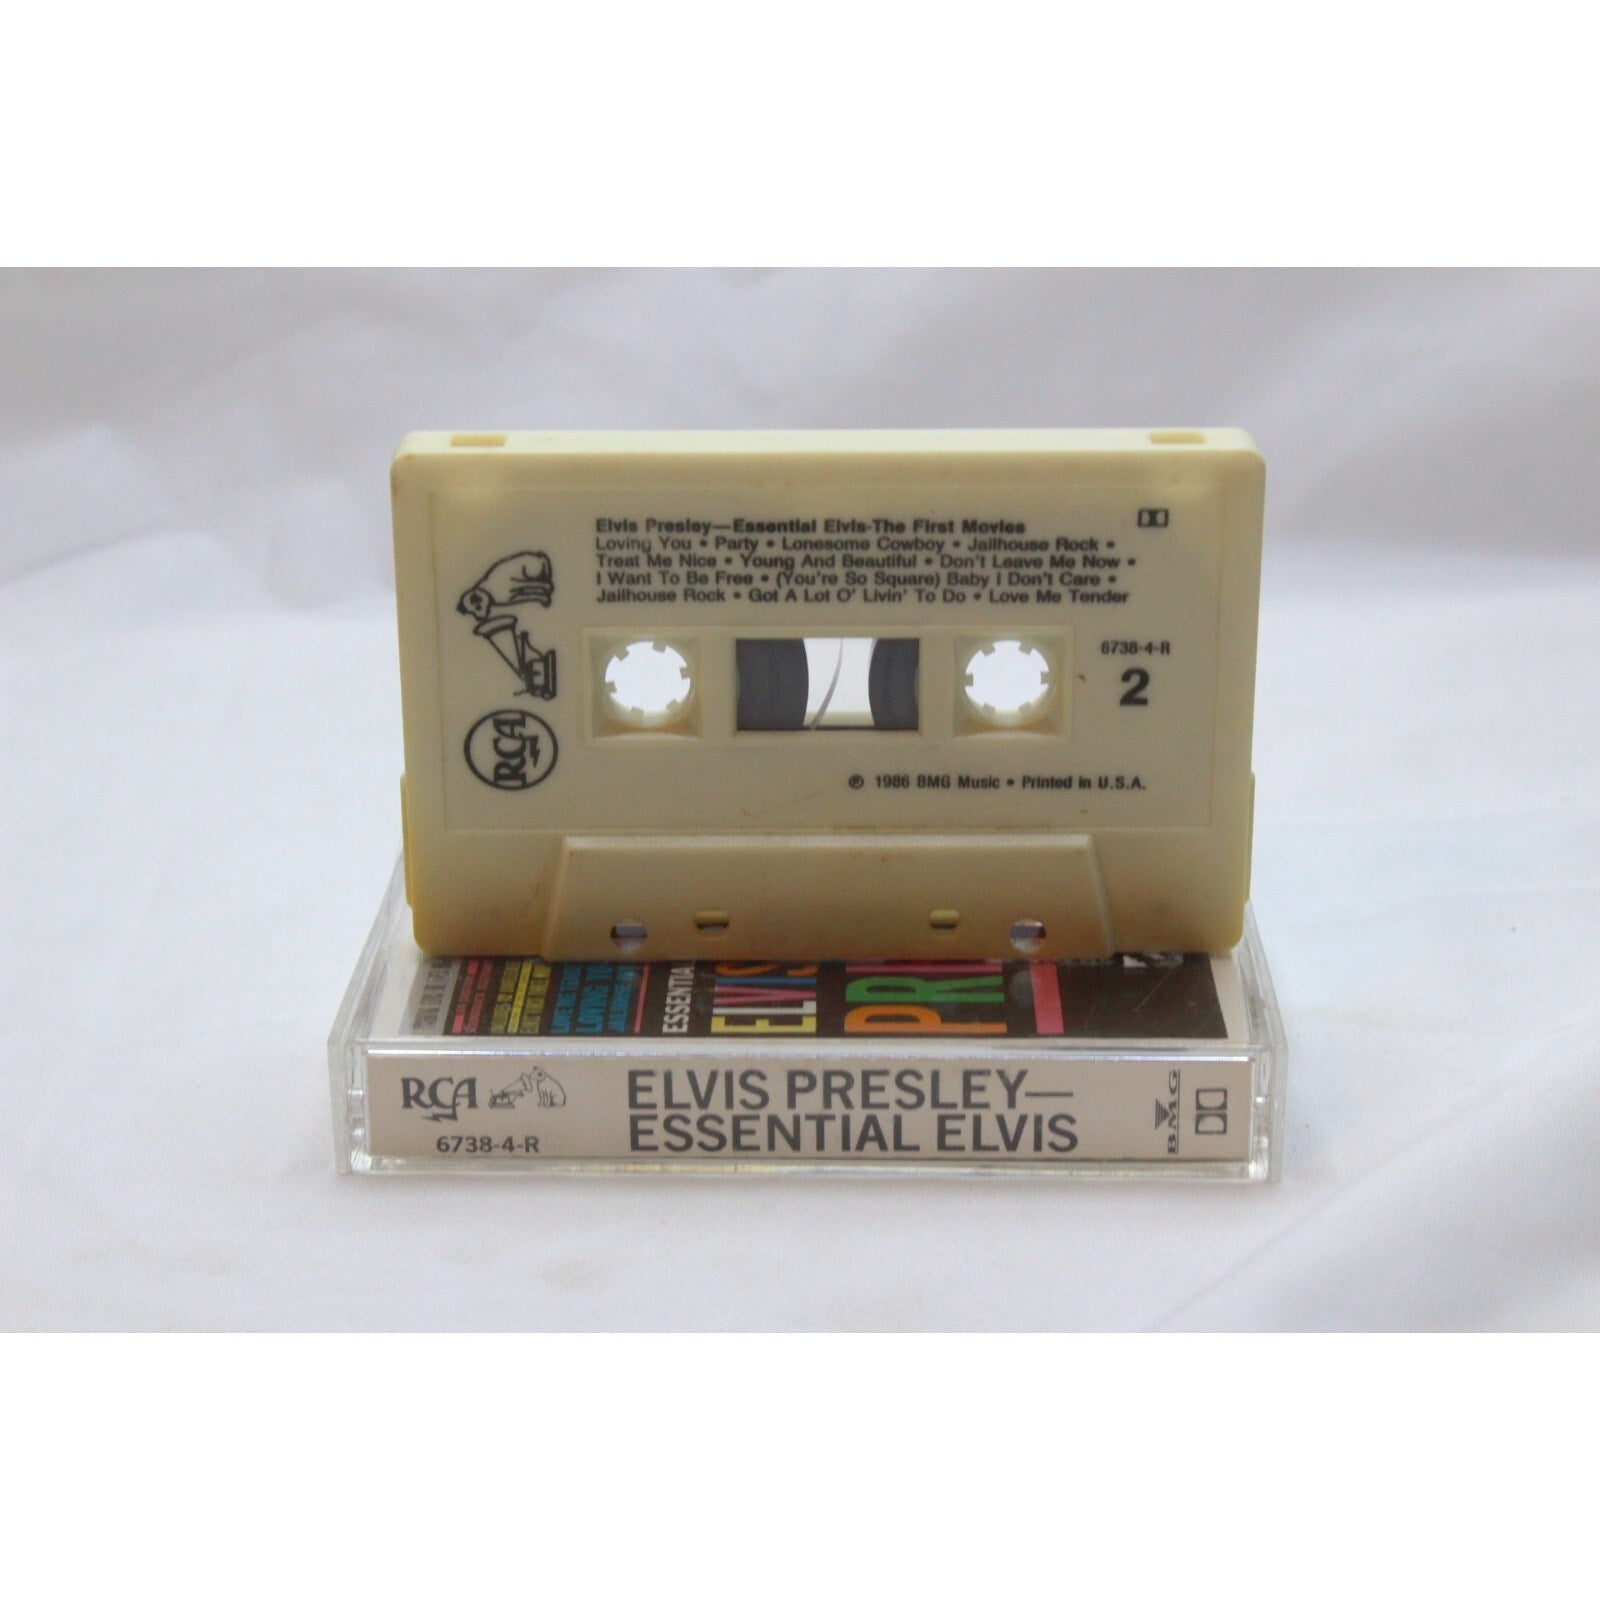 Elvis Presley—Essential Elvis-The First Movies
Loving You • Party • Lonesome Cowboy • Jailhouse Rock •
Treat Me Nice • Young And Beautiful • Don't Leave Me Now •
I Want To Be Free • (You're So Square) Baby I Don't Care •
Jailhouse Rock • Got A Lot O' Livin' To Do • Love Me Tender
6738-4-R
2
RCA
℗ 1986 BMG Music • Printed in U.S.A.
ESSENTIA
ELVIS
LOVING
RCA
6738-4-R
ELVIS PRESLEY—
ESSENTIAL ELVIS
BMG